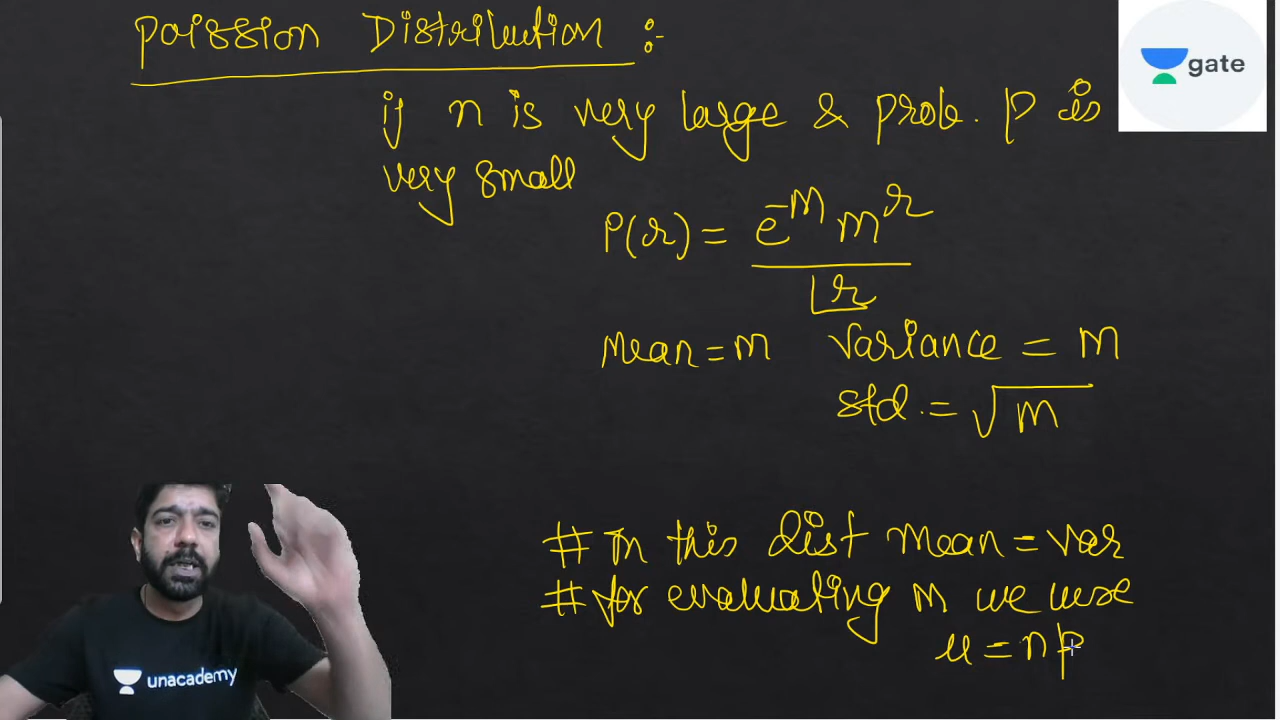 Poission Distribution :-
gate
if n is very large & prob. p is
very small
P(r) = e^-m m^r / ⌊r
Mean = m Variance = m
std. = √m
# In this dist mean = var
# for evaluating m we use
u = np
unacademy